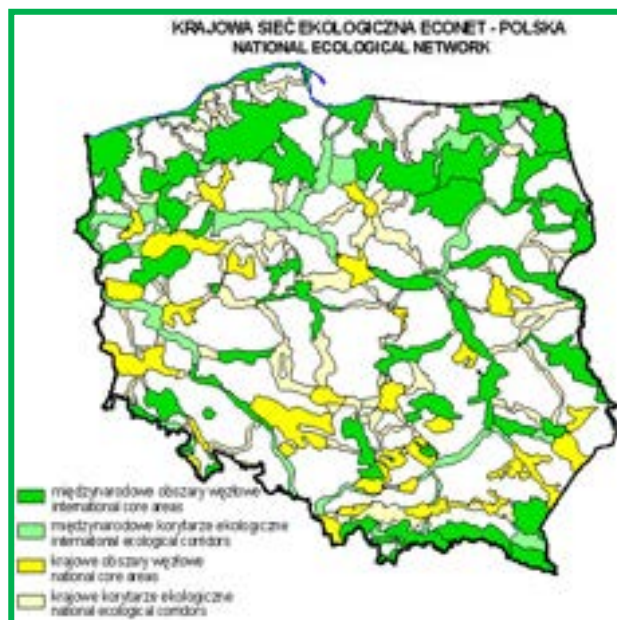 KRAJOWA SIEĆ EKOLOGICZNA ECONET - POLSKA
NATIONAL ECOLOGICAL NETWORK
międzynarodowe obszary węzłowe
international core areas
międzynarodowe korytarze ekologiczne
international ecological corridors
krajowe obszary węzłowe
national core areas
krajowe korytarze ekologiczne
national ecological corridors